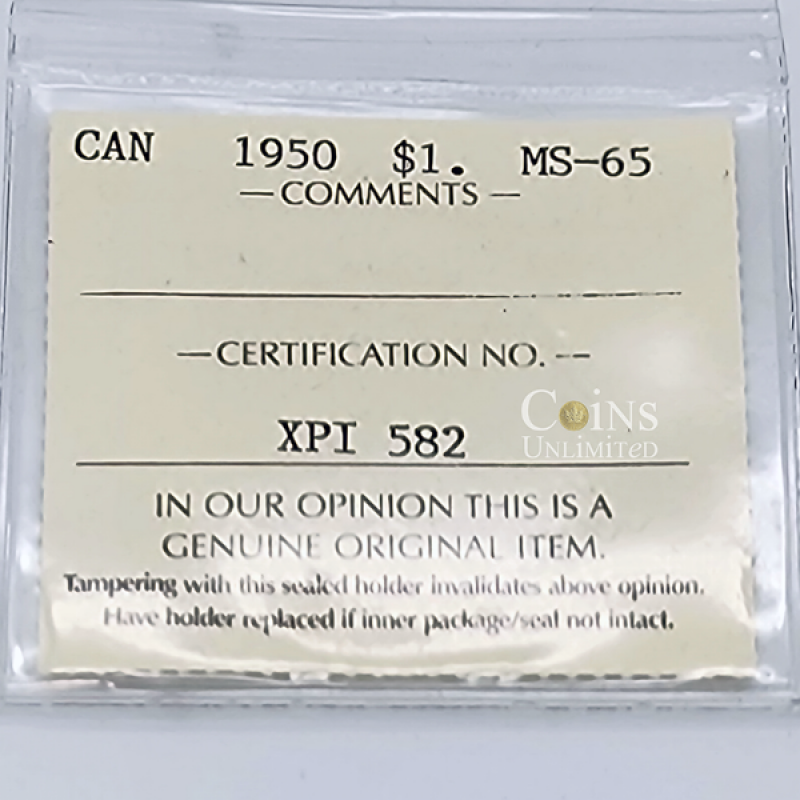 CAN 1950 $1. MS-65
— COMMENTS —
— CERTIFICATION NO. --
XPI 582
COiNS
UNLIMITED
IN OUR OPINION THIS IS A
GENUINE ORIGINAL ITEM.
Tampering with this sealed holder invalidates above opinion.
Have holder replaced if inner package/seal not intact.